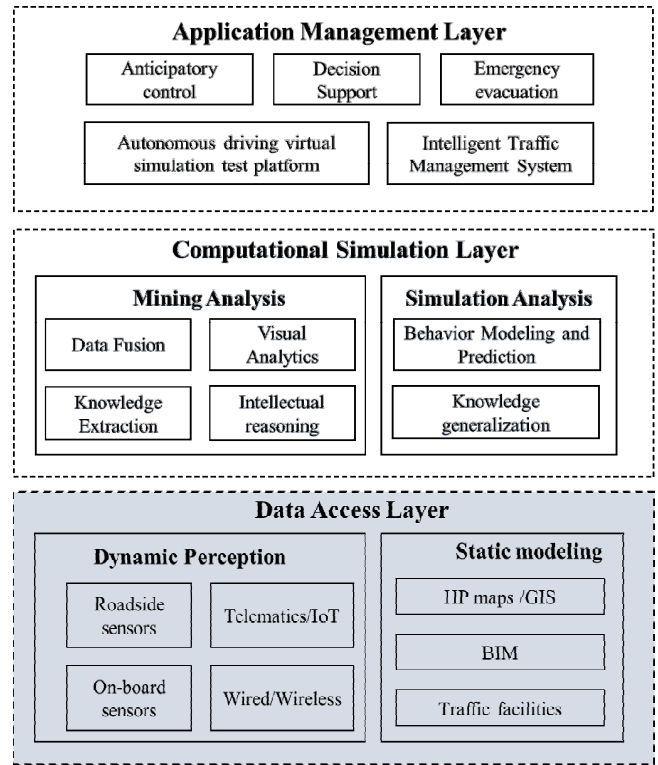 Application Management Layer
Anticipatory
control
Decision
Support
Emergency
evacuation
Autonomous driving virtual
simulation test platform
Intelligent Traffic
Management System
Computational Simulation Layer
Mining Analysis
Data Fusion
Visual
Analytics
Knowledge
Extraction
Intellectual
reasoning
Simulation Analysis
Behavior Modeling and
Prediction
Knowledge
generalization
Data Access Layer
Dynamic Perception
Roadside
sensors
Telematics/IoT
On-board
sensors
Wired/Wireless
Static modeling
HP maps /GIS
BIM
Traffic facilities